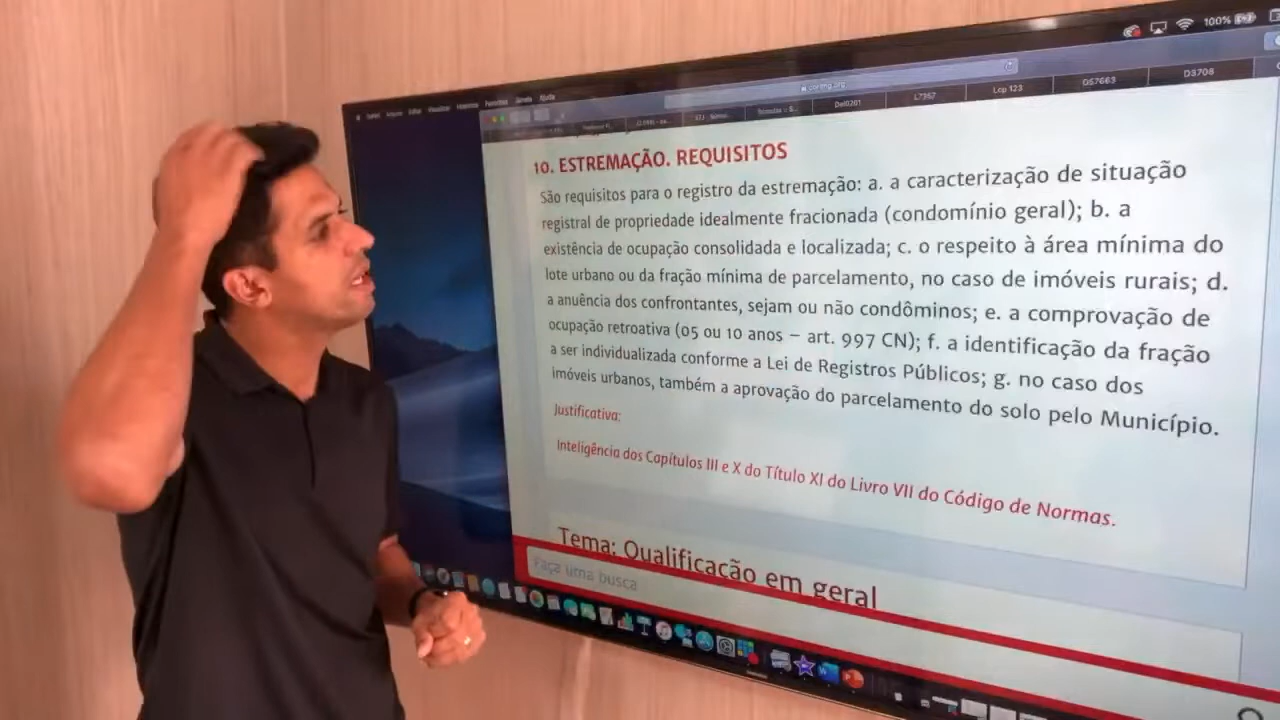 100%
Ajuda
corimg.org
Del0201
L7357
Lcp 123
D57663
D3708
10. ESTREMAÇÃO. REQUISITOS
São requisitos para o registro da estremação: a. a caracterização de situação
registral de propriedade idealmente fracionada (condomínio geral); b. a
existência de ocupação consolidada e localizada; c. o respeito à área mínima do
lote urbano ou da fração mínima de parcelamento, no caso de imóveis rurais; d.
a anuência dos confrontantes, sejam ou não condôminos; e. a comprovação de
ocupação retroativa (05 ou 10 anos – art. 997 CN); f. a identificação da fração
a ser individualizada conforme a Lei de Registros Públicos; g. no caso dos
imóveis urbanos, também a aprovação do parcelamento do solo pelo Município.
Justificativa:
Inteligência dos Capítulos III e X do Título XI do Livro VII do Código de Normas.
Tema: Qualificação em geral
Faça uma busca